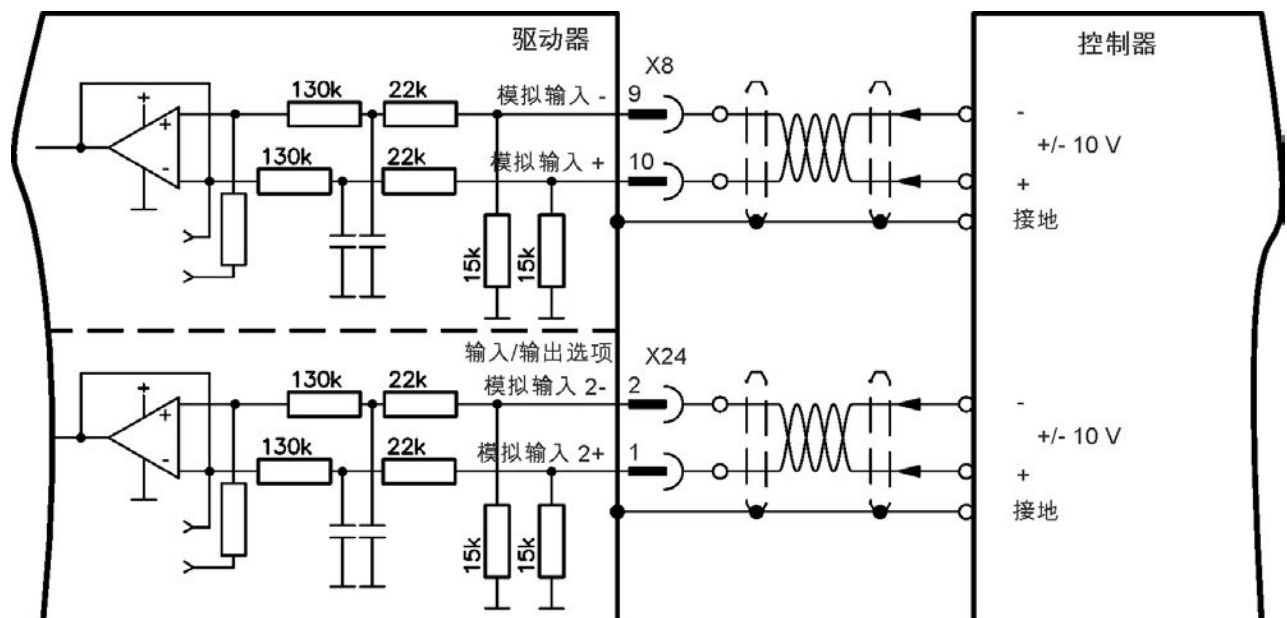 驱动器
控制器
X8
130k
22k
模拟输入 -
9
-
+
+/- 10 V
130k
22k
模拟输入 +
10
+
-
接地
15k
15k
+
输入/输出选项
X24
130k
22k
模拟输入 2-
2
-
+
+/- 10 V
130k
22k
模拟输入 2+
1
+
-
接地
15k
15k
+